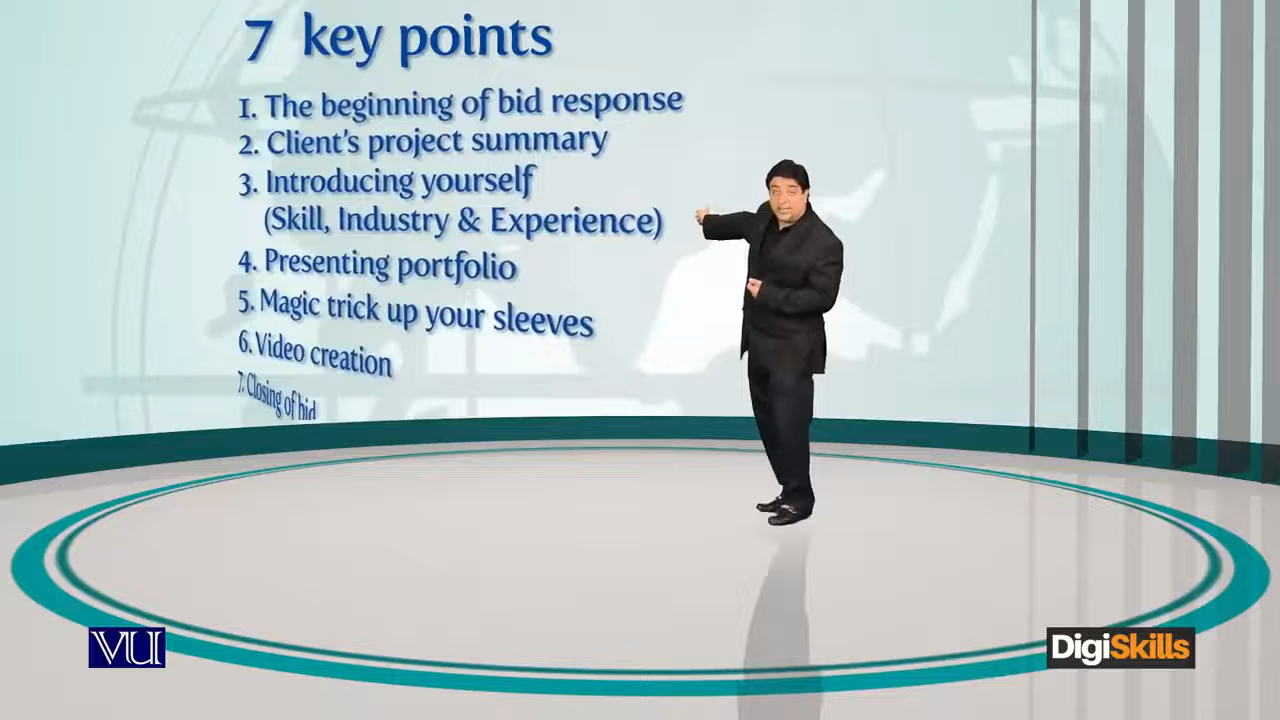 7 key points
1. The beginning of bid response
2. Client's project summary
3. Introducing yourself
(Skill, Industry & Experience)
4. Presenting portfolio
5. Magic trick up your sleeves
6. Video creation
7. Closing of bid
VU
DigiSkills